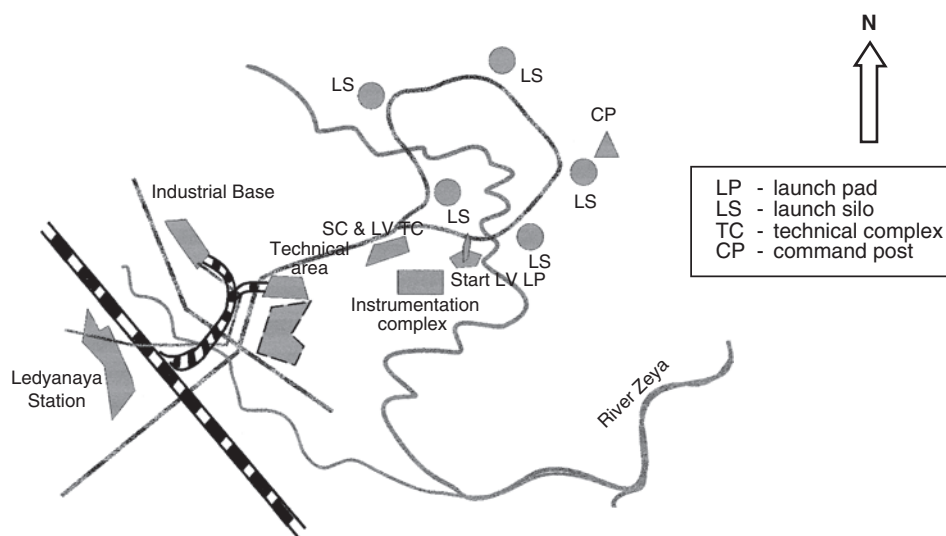 N
LS
LS
CP
LS
LS
LS
Industrial Base
SC & LV TC
Technical
area
Start LV LP
Instrumentation
complex
Ledyanaya
Station
River Zeya
LP - launch pad
LS - launch silo
TC - technical complex
CP - command post